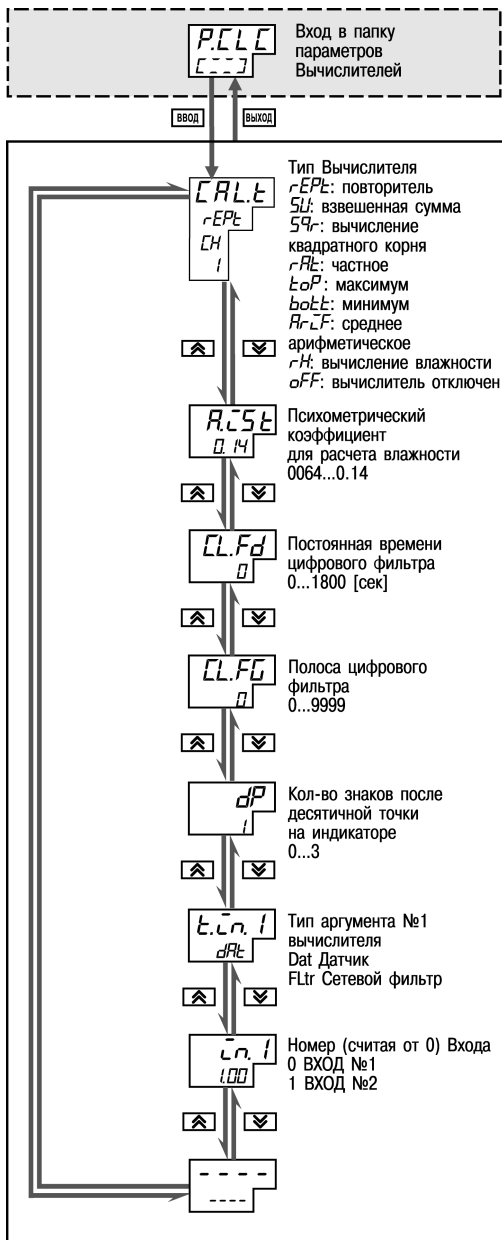 P.CLC
[- - -]
Вход в папку
параметров
Вычислителей
ВВОД
ВЫХОД
CAL.t
rEPt
CH
1
Тип Вычислителя
rEPt: повторитель
SU: взвешенная сумма
S9r: вычисление
квадратного корня
rAt: частное
toP: максимум
bott: минимум
AriF: среднее
арифметическое
rH: вычисление влажности
oFF: вычислитель отключен
A.iSt
0.14
Психометрический
коэффициент
для расчета влажности
0064...0.14
CL.Fd
0
Постоянная времени
цифрового фильтра
0...1800 [сек]
CL.FG
0
Полоса цифрового
фильтра
0...9999
dP
1
Кол-во знаков после
десятичной точки
на индикаторе
0...3
t.in.1
dAt
Тип аргумента №1
вычислителя
Dat Датчик
FLtr Сетевой фильтр
in.1
1.00
Номер (считая от 0) Входа
0 ВХОД №1
1 ВХОД №2
- - - -
- - - -